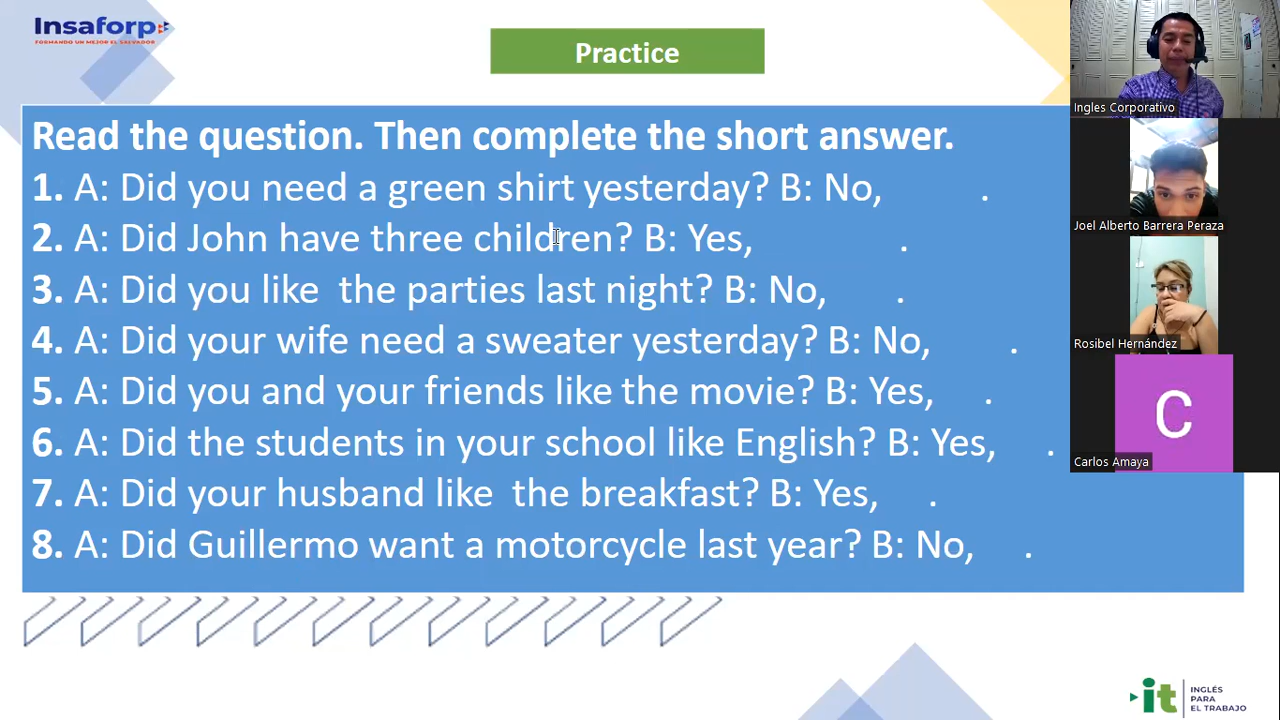 Insaforp
FORMANDO UN MEJOR EL SALVADOR
Practice
Read the question. Then complete the short answer.
1. A: Did you need a green shirt yesterday? B: No, .
2. A: Did John have three children? B: Yes, .
3. A: Did you like the parties last night? B: No, .
4. A: Did your wife need a sweater yesterday? B: No, .
5. A: Did you and your friends like the movie? B: Yes, .
6. A: Did the students in your school like English? B: Yes, .
7. A: Did your husband like the breakfast? B: Yes, .
8. A: Did Guillermo want a motorcycle last year? B: No, .
Ingles Corporativo
Joel Alberto Barrera Peraza
Rosibel Hernández
C
Carlos Amaya
it
INGLÉS
PARA
EL TRABAJO